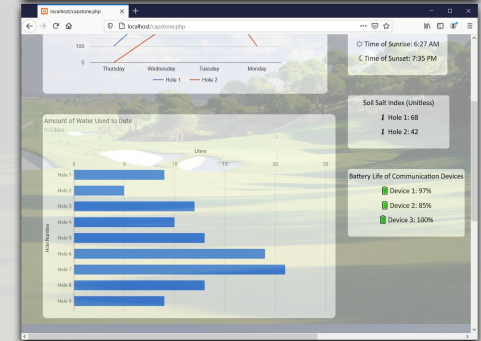 localhost/capstone.php
localhost/capstone.php
100
0
Thursday Wednesday Tuesday Monday
Hole 1 Hole 2
Time of Sunrise: 6:27 AM
Time of Sunset: 7:35 PM
Soil Salt Index (Unitless)
Hole 1: 68
Hole 2: 42
Amount of Water Used to Date
In Liters
Liters
0 5 10 15 20 25
Hole Number
Hole 1
Hole 2
Hole 3
Hole 4
Hole 5
Hole 6
Hole 7
Hole 8
Hole 9
Battery Life of Communication Devices
Device 1: 97%
Device 2: 85%
Device 3: 100%